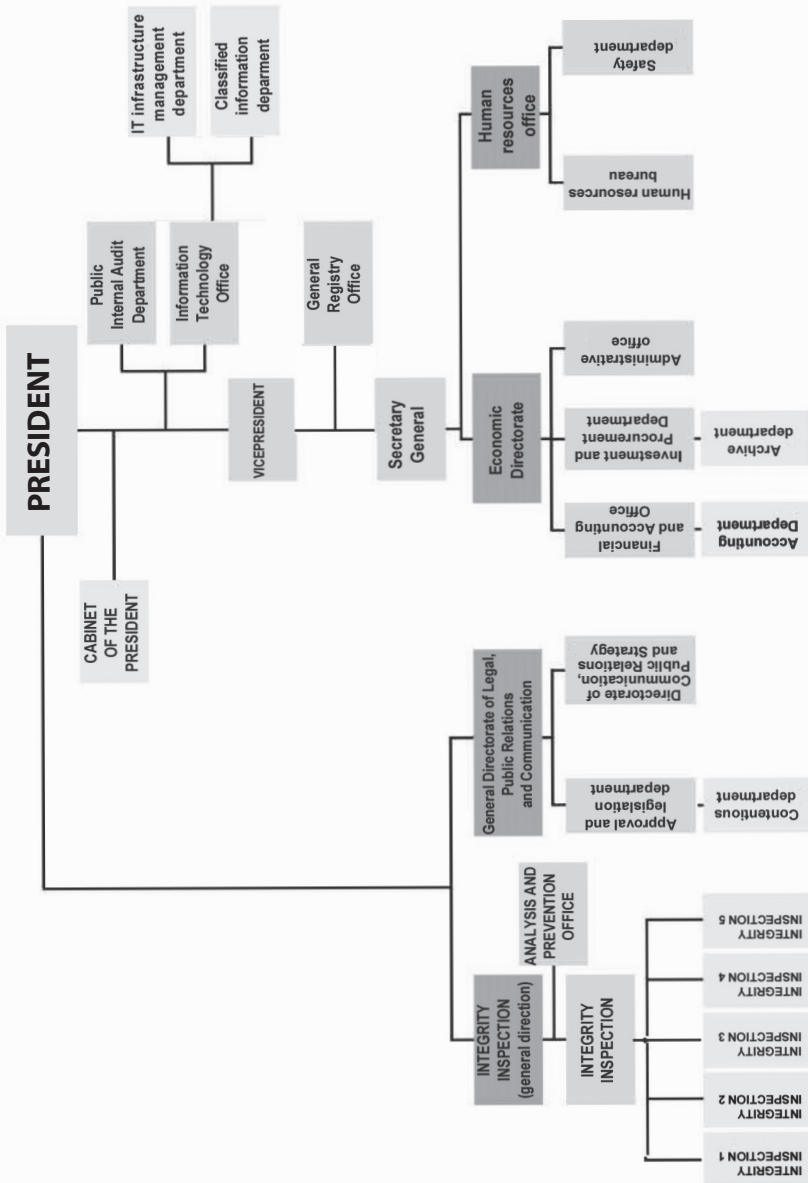 PRESIDENT
CABINET
OF THE
PRESIDENT
Public
Internal Audit
Department
Information
Technology
Office
IT infrastructure
management
department
Classified
information
deparment
VICEPRESIDENT
General
Registry
Office
Secretary
General
INTEGRITY
INSPECTION
(general direction)
ANALYSIS AND
PREVENTION
OFFICE
INTEGRITY
INSPECTION
INTEGRITY
INSPECTION 1
INTEGRITY
INSPECTION 2
INTEGRITY
INSPECTION 3
INTEGRITY
INSPECTION 4
INTEGRITY
INSPECTION 5
General Directorate of Legal,
Public Relations
and Communication
Approval and
legislation
department
Contentious
department
Directorate of
Communication,
Public Relations
and Strategy
Economic
Directorate
Financial
and Accounting
Office
Accounting
Department
Investment and
Procurement
Department
Archive
department
Administrative
office
Human
resources
office
Human resources
bureau
Safety
department